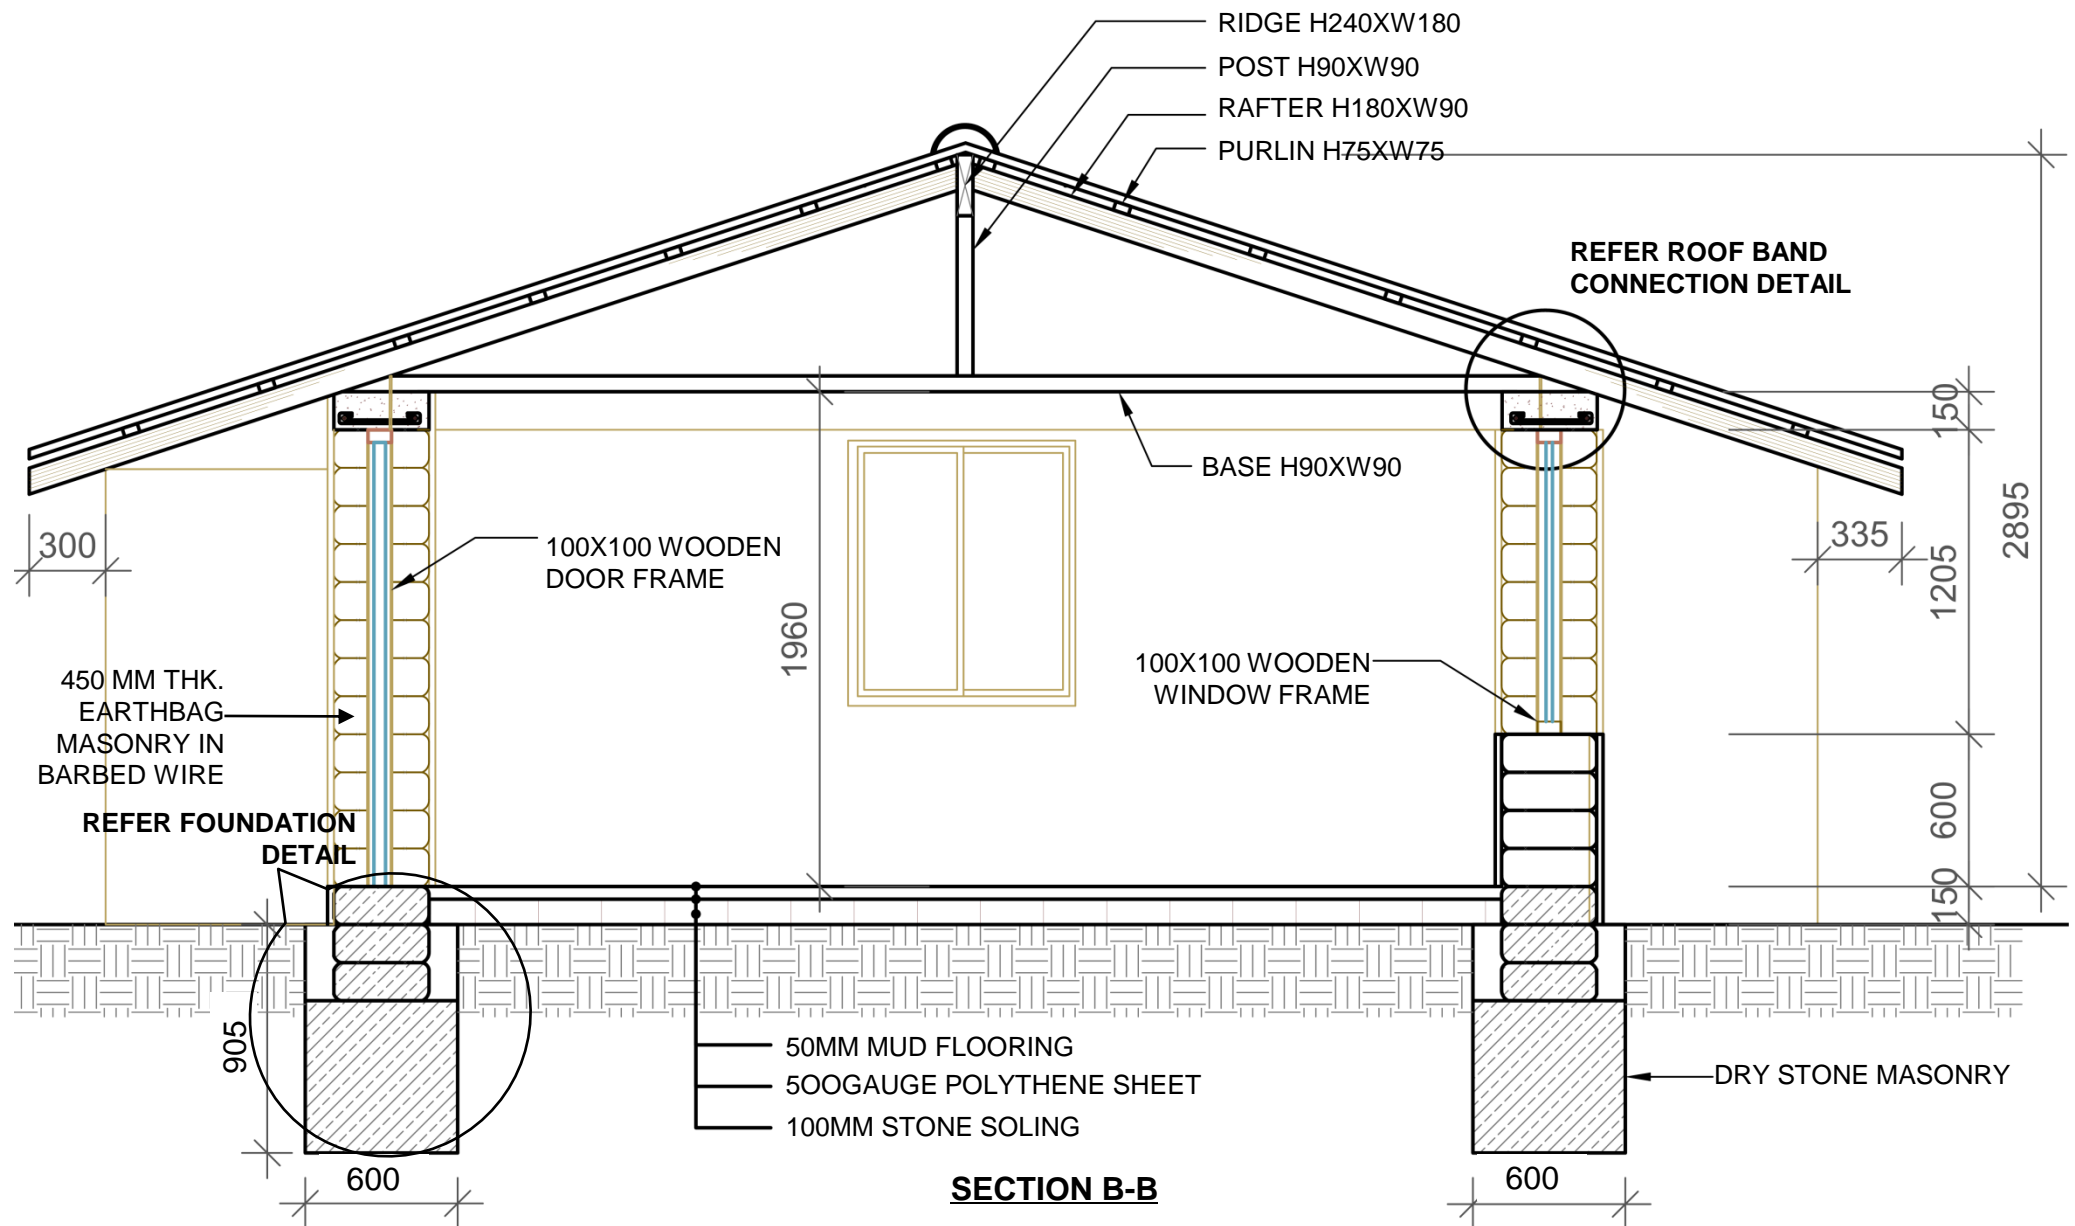 RIDGE H240XW180
POST H90XW90
RAFTER H180XW90
PURLIN H75XW75
REFER ROOF BAND
CONNECTION DETAIL
150
2895
BASE H90XW90
300
100X100 WOODEN
DOOR FRAME
335
1205
1960
100X100 WOODEN
WINDOW FRAME
450 MM THK.
EARTHBAG
MASONRY IN
BARBED WIRE
REFER FOUNDATION
DETAIL
600
150
905
50MM MUD FLOORING
5OOGAUGE POLYTHENE SHEET
100MM STONE SOLING
DRY STONE MASONRY
600
600
SECTION B-B